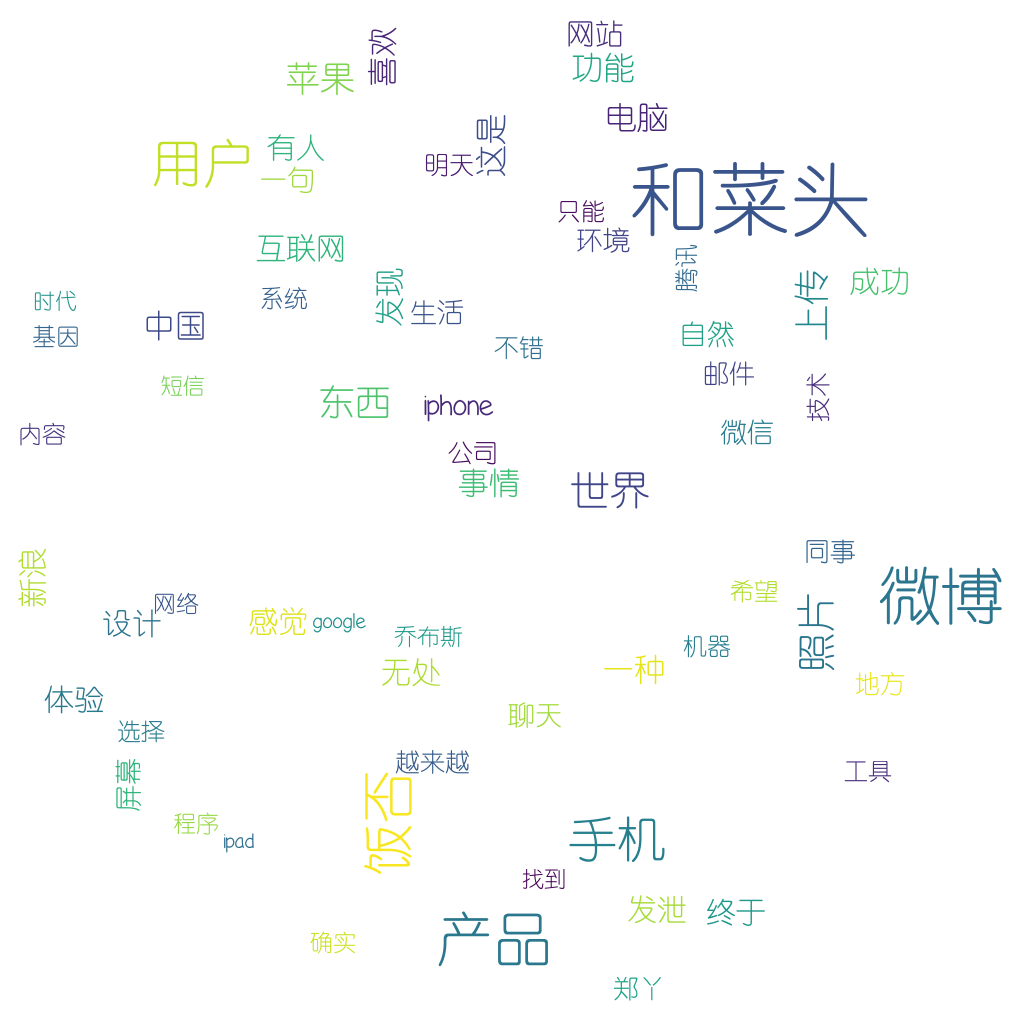 网站
喜欢
功能
苹果
电脑
这是
用户
有人
明天
一句
和菜头
只能
环境
互联网
腾讯
发现
上传
成功
时代
系统
生活
中国
基因
自然
不错
邮件
短信
东西
iphone
技术
内容
公司
微信
事情
世界
同事
新浪
微博
希望
网络
设计
感觉
google
乔布斯
机器
照片
无处
一种
地方
体验
聊天
选择
越来越
屏幕
工具
饭否
程序
ipad
手机
找到
发泄
终于
产品
确实
郑丫